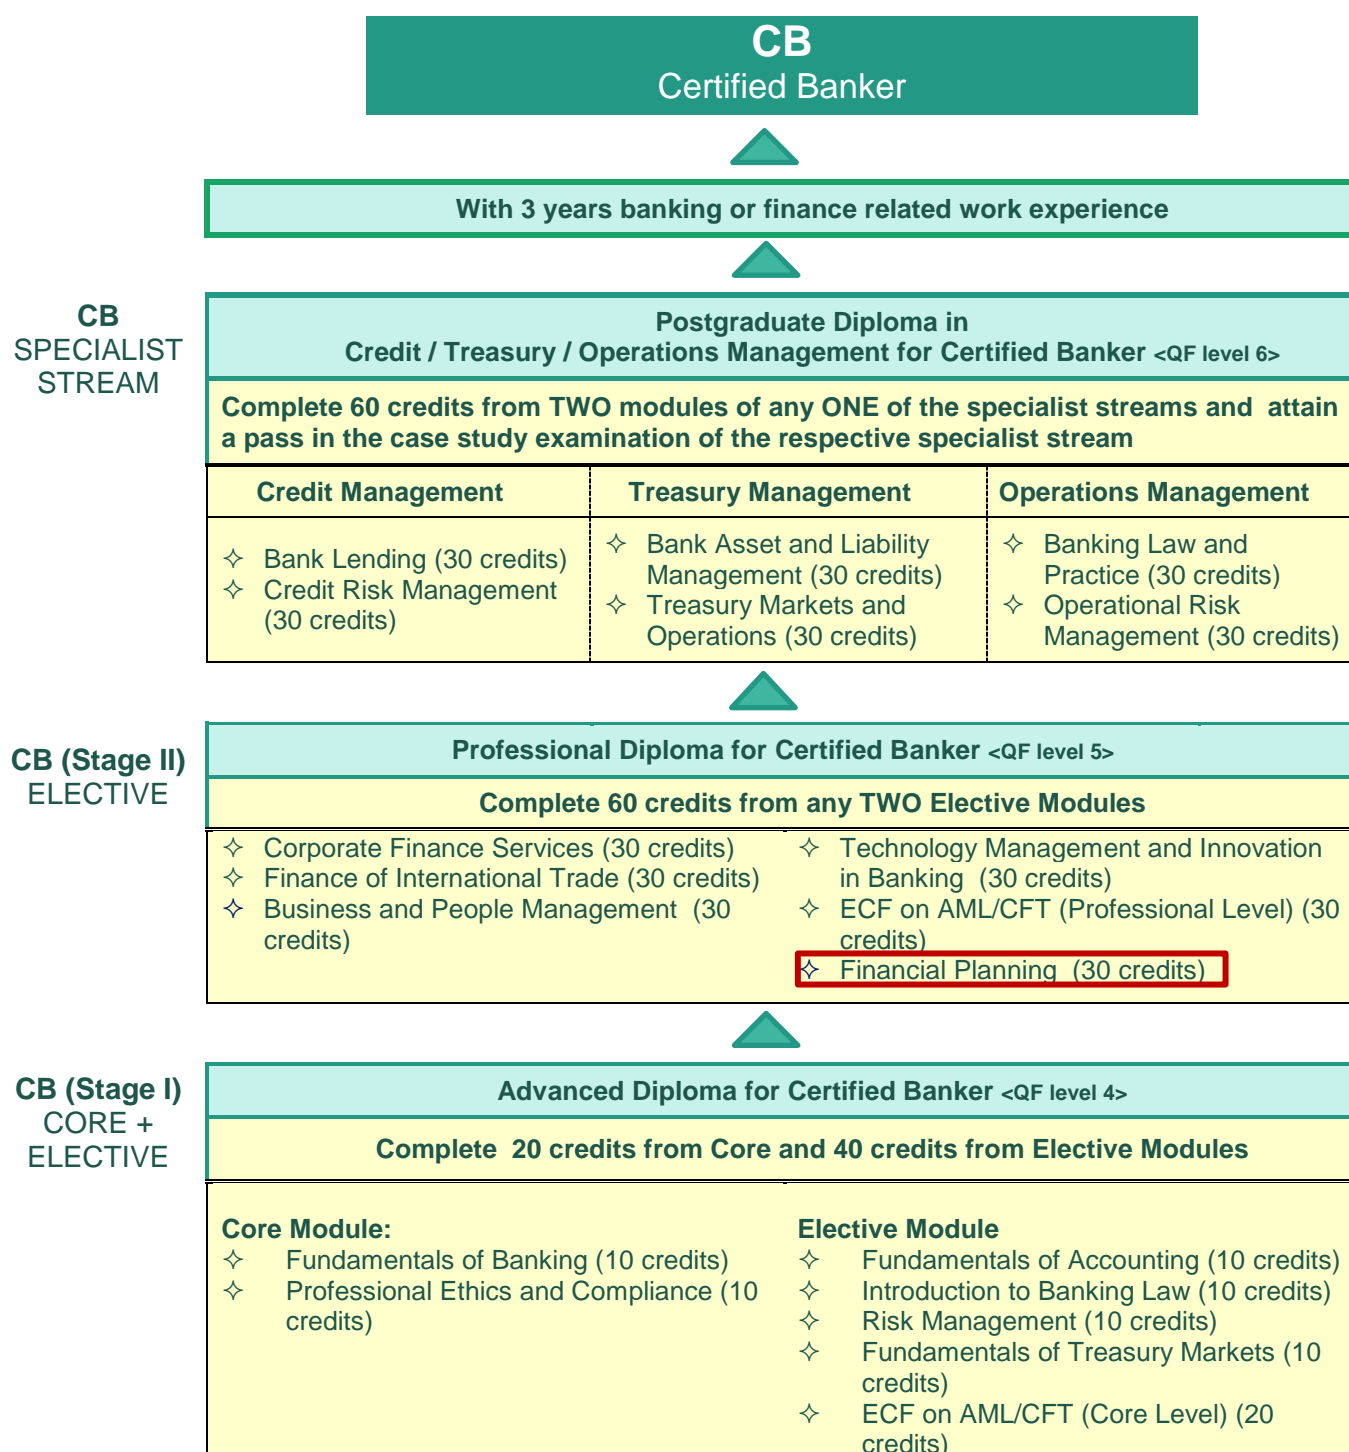 CB
Certified Banker
With 3 years banking or finance related work experience
CB
SPECIALIST
STREAM
Postgraduate Diploma in
Credit / Treasury / Operations Management for Certified Banker <QF level 6>
Complete 60 credits from TWO modules of any ONE of the specialist streams and attain
a pass in the case study examination of the respective specialist stream
Credit Management
✧ Bank Lending (30 credits)
✧ Credit Risk Management
(30 credits)
Treasury Management
✧ Bank Asset and Liability
Management (30 credits)
✧ Treasury Markets and
Operations (30 credits)
Operations Management
✧ Banking Law and
Practice (30 credits)
✧ Operational Risk
Management (30 credits)
CB (Stage II)
ELECTIVE
Professional Diploma for Certified Banker <QF level 5>
Complete 60 credits from any TWO Elective Modules
✧ Corporate Finance Services (30 credits)
✧ Finance of International Trade (30 credits)
✧ Business and People Management (30
credits)
✧ Technology Management and Innovation
in Banking (30 credits)
✧ ECF on AML/CFT (Professional Level) (30
credits)
✧ Financial Planning (30 credits)
CB (Stage I)
CORE +
ELECTIVE
Advanced Diploma for Certified Banker <QF level 4>
Complete 20 credits from Core and 40 credits from Elective Modules
Core Module:
✧ Fundamentals of Banking (10 credits)
✧ Professional Ethics and Compliance (10
credits)
Elective Module
✧ Fundamentals of Accounting (10 credits)
✧ Introduction to Banking Law (10 credits)
✧ Risk Management (10 credits)
✧ Fundamentals of Treasury Markets (10
credits)
✧ ECF on AML/CFT (Core Level) (20
credits)